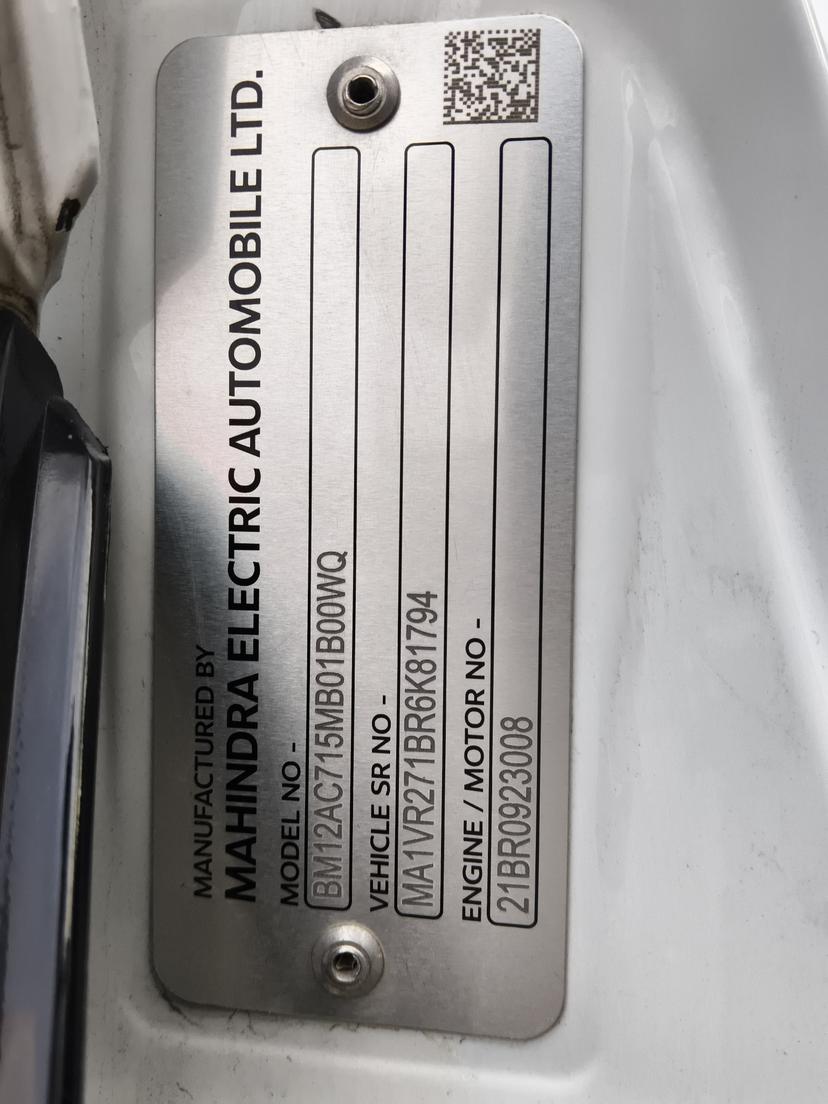 MANUFACTURED BY
MAHINDRA ELECTRIC AUTOMOBILE LTD.
MODEL NO -
BM12AC715MB01B00WQ
VEHICLE SR NO -
MA1VR271BR6K81794
ENGINE / MOTOR NO -
21BR0923008